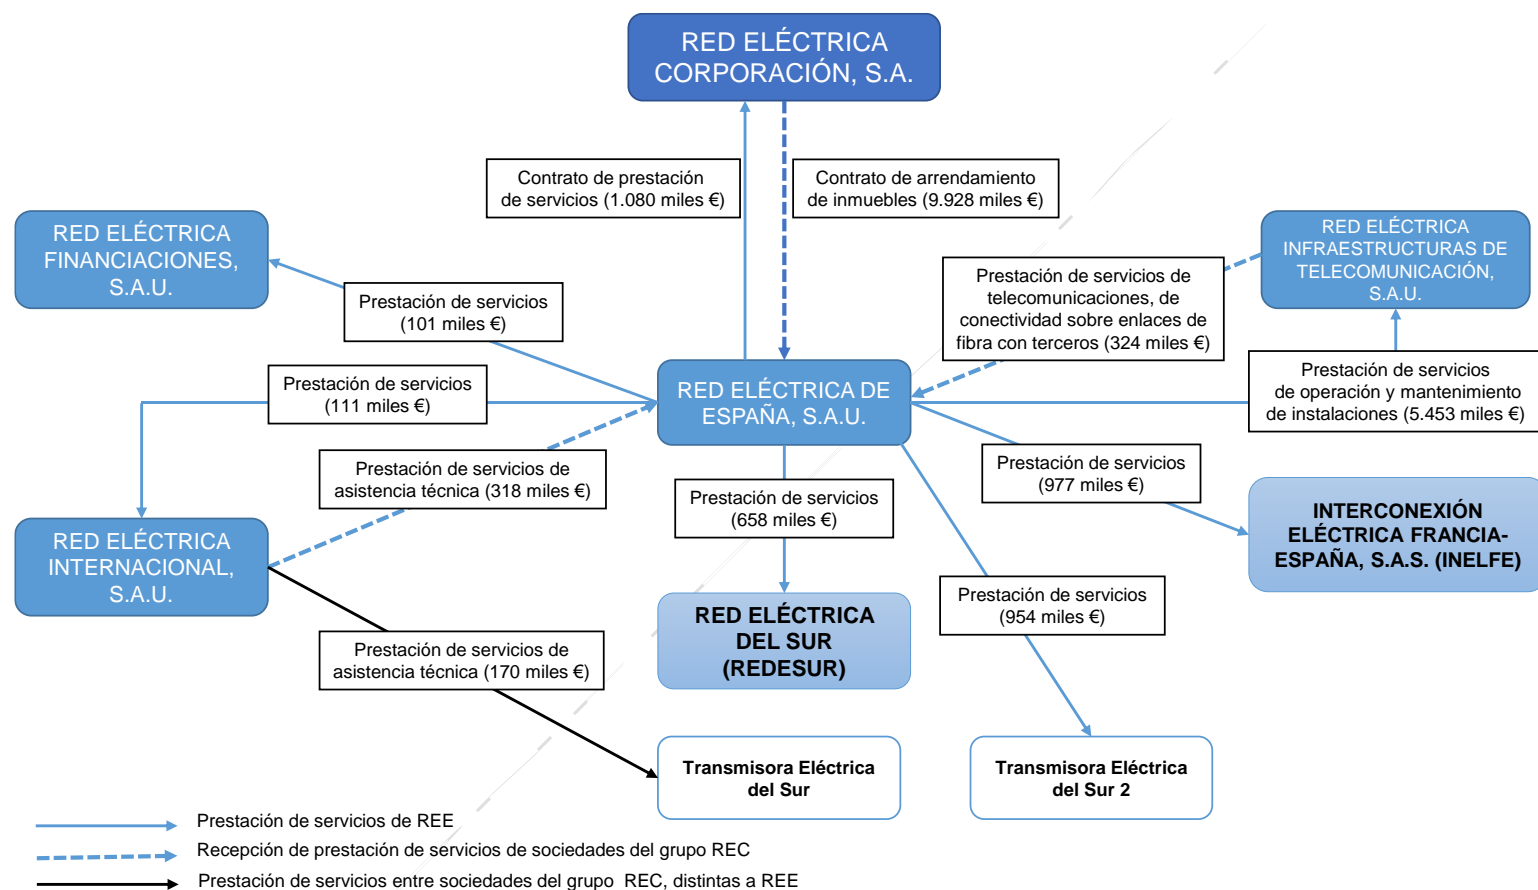 RED ELÉCTRICA
CORPORACIÓN, S.A.
Contrato de prestación
de servicios (1.080 miles €)
Contrato de arrendamiento
de inmuebles (9.928 miles €)
RED ELÉCTRICA
FINANCIACIONES,
S.A.U.
RED ELÉCTRICA
INFRAESTRUCTURAS DE
TELECOMUNICACIÓN,
S.A.U.
Prestación de servicios
(101 miles €)
Prestación de servicios de
telecomunicaciones, de
conectividad sobre enlaces de
fibra con terceros (324 miles €)
Prestación de servicios
(111 miles €)
RED ELÉCTRICA DE
ESPAÑA, S.A.U.
Prestación de servicios
de operación y mantenimiento
de instalaciones (5.453 miles €)
Prestación de servicios de
asistencia técnica (318 miles €)
Prestación de servicios
(977 miles €)
Prestación de servicios
(658 miles €)
RED ELÉCTRICA
INTERNACIONAL,
S.A.U.
INTERCONEXIÓN
ELÉCTRICA FRANCIA-
ESPAÑA, S.A.S. (INELFE)
Prestación de servicios
(954 miles €)
RED ELÉCTRICA
DEL SUR
(REDESUR)
Prestación de servicios de
asistencia técnica (170 miles €)
Transmisora Eléctrica
del Sur
Transmisora Eléctrica
del Sur 2
Prestación de servicios de REE
Recepción de prestación de servicios de sociedades del grupo REC
Prestación de servicios entre sociedades del grupo REC, distintas a REE